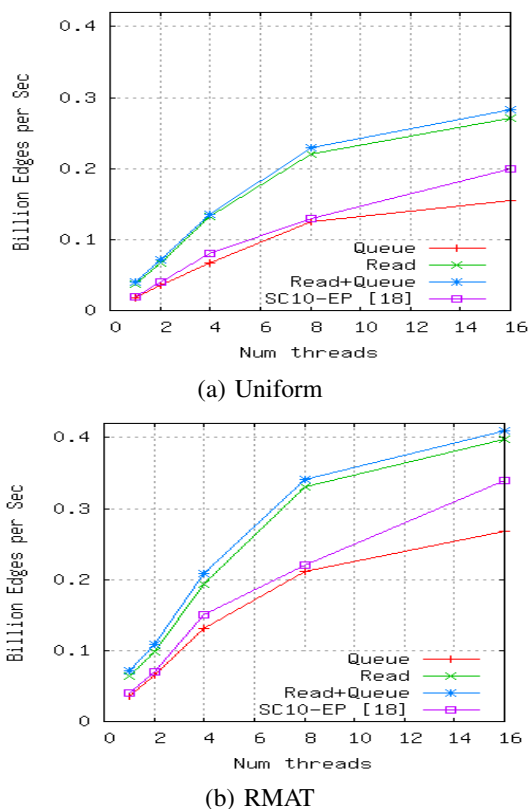 0.4
0.3
0.2
0.1
0
Billion Edges per Sec
Queue
Read
Read+Queue
SC10-EP [18]
0 2 4 6 8 10 12 14 16
Num threads
(a) Uniform
0.4
0.3
0.2
0.1
0
Billion Edges per Sec
Queue
Read
Read+Queue
SC10-EP [18]
0 2 4 6 8 10 12 14 16
Num threads
(b) RMAT